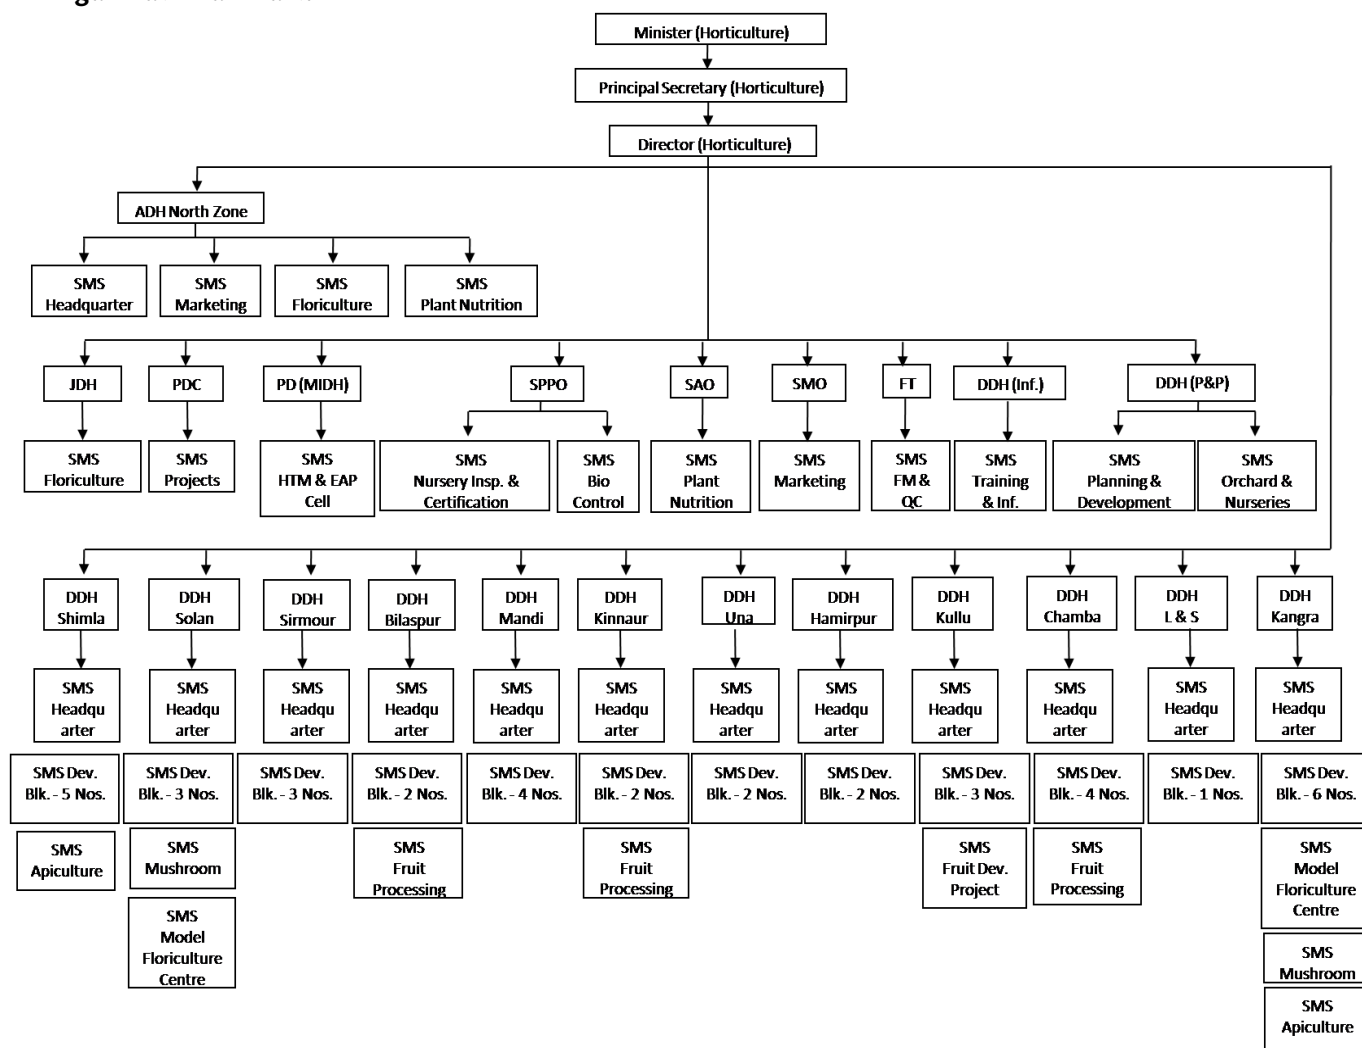 Minister (Horticulture)
Principal Secretary (Horticulture)
Director (Horticulture)
ADH North Zone
SMS
Headquarter
SMS
Marketing
SMS
Floriculture
SMS
Plant Nutrition
JDH
PDC
PD (MIDH)
SPPO
SAO
SMO
FT
DDH (Inf.)
DDH (P&P)
SMS
Floriculture
SMS
Projects
SMS
HTM & EAP
Cell
SMS
Nursery Insp. &
Certification
SMS
Bio
Control
SMS
Plant
Nutrition
SMS
Marketing
SMS
FM &
QC
SMS
Training
& Inf.
SMS
Planning &
Development
SMS
Orchard &
Nurseries
DDH
Shimla
DDH
Solan
DDH
Sirmour
DDH
Bilaspur
DDH
Mandi
DDH
Kinnaur
DDH
Una
DDH
Hamirpur
DDH
Kullu
DDH
Chamba
DDH
L & S
DDH
Kangra
SMS
Headqu
arter
SMS
Headqu
arter
SMS
Headqu
arter
SMS
Headqu
arter
SMS
Headqu
arter
SMS
Headqu
arter
SMS
Headqu
arter
SMS
Headqu
arter
SMS
Headqu
arter
SMS
Headqu
arter
SMS
Headqu
arter
SMS
Headqu
arter
SMS Dev.
Blk. - 5 Nos.
SMS Dev.
Blk. - 3 Nos.
SMS Dev.
Blk. - 3 Nos.
SMS Dev.
Blk. - 2 Nos.
SMS Dev.
Blk. - 4 Nos.
SMS Dev.
Blk. - 2 Nos.
SMS Dev.
Blk. - 2 Nos.
SMS Dev.
Blk. - 2 Nos.
SMS Dev.
Blk. - 3 Nos.
SMS Dev.
Blk. - 4 Nos.
SMS Dev.
Blk. - 1 Nos.
SMS Dev.
Blk. - 6 Nos.
SMS
Apiculture
SMS
Mushroom
SMS
Fruit
Processing
SMS
Fruit
Processing
SMS
Fruit Dev.
Project
SMS
Fruit
Processing
SMS
Model
Floriculture
Centre
SMS
Model
Floriculture
Centre
SMS
Mushroom
SMS
Apiculture